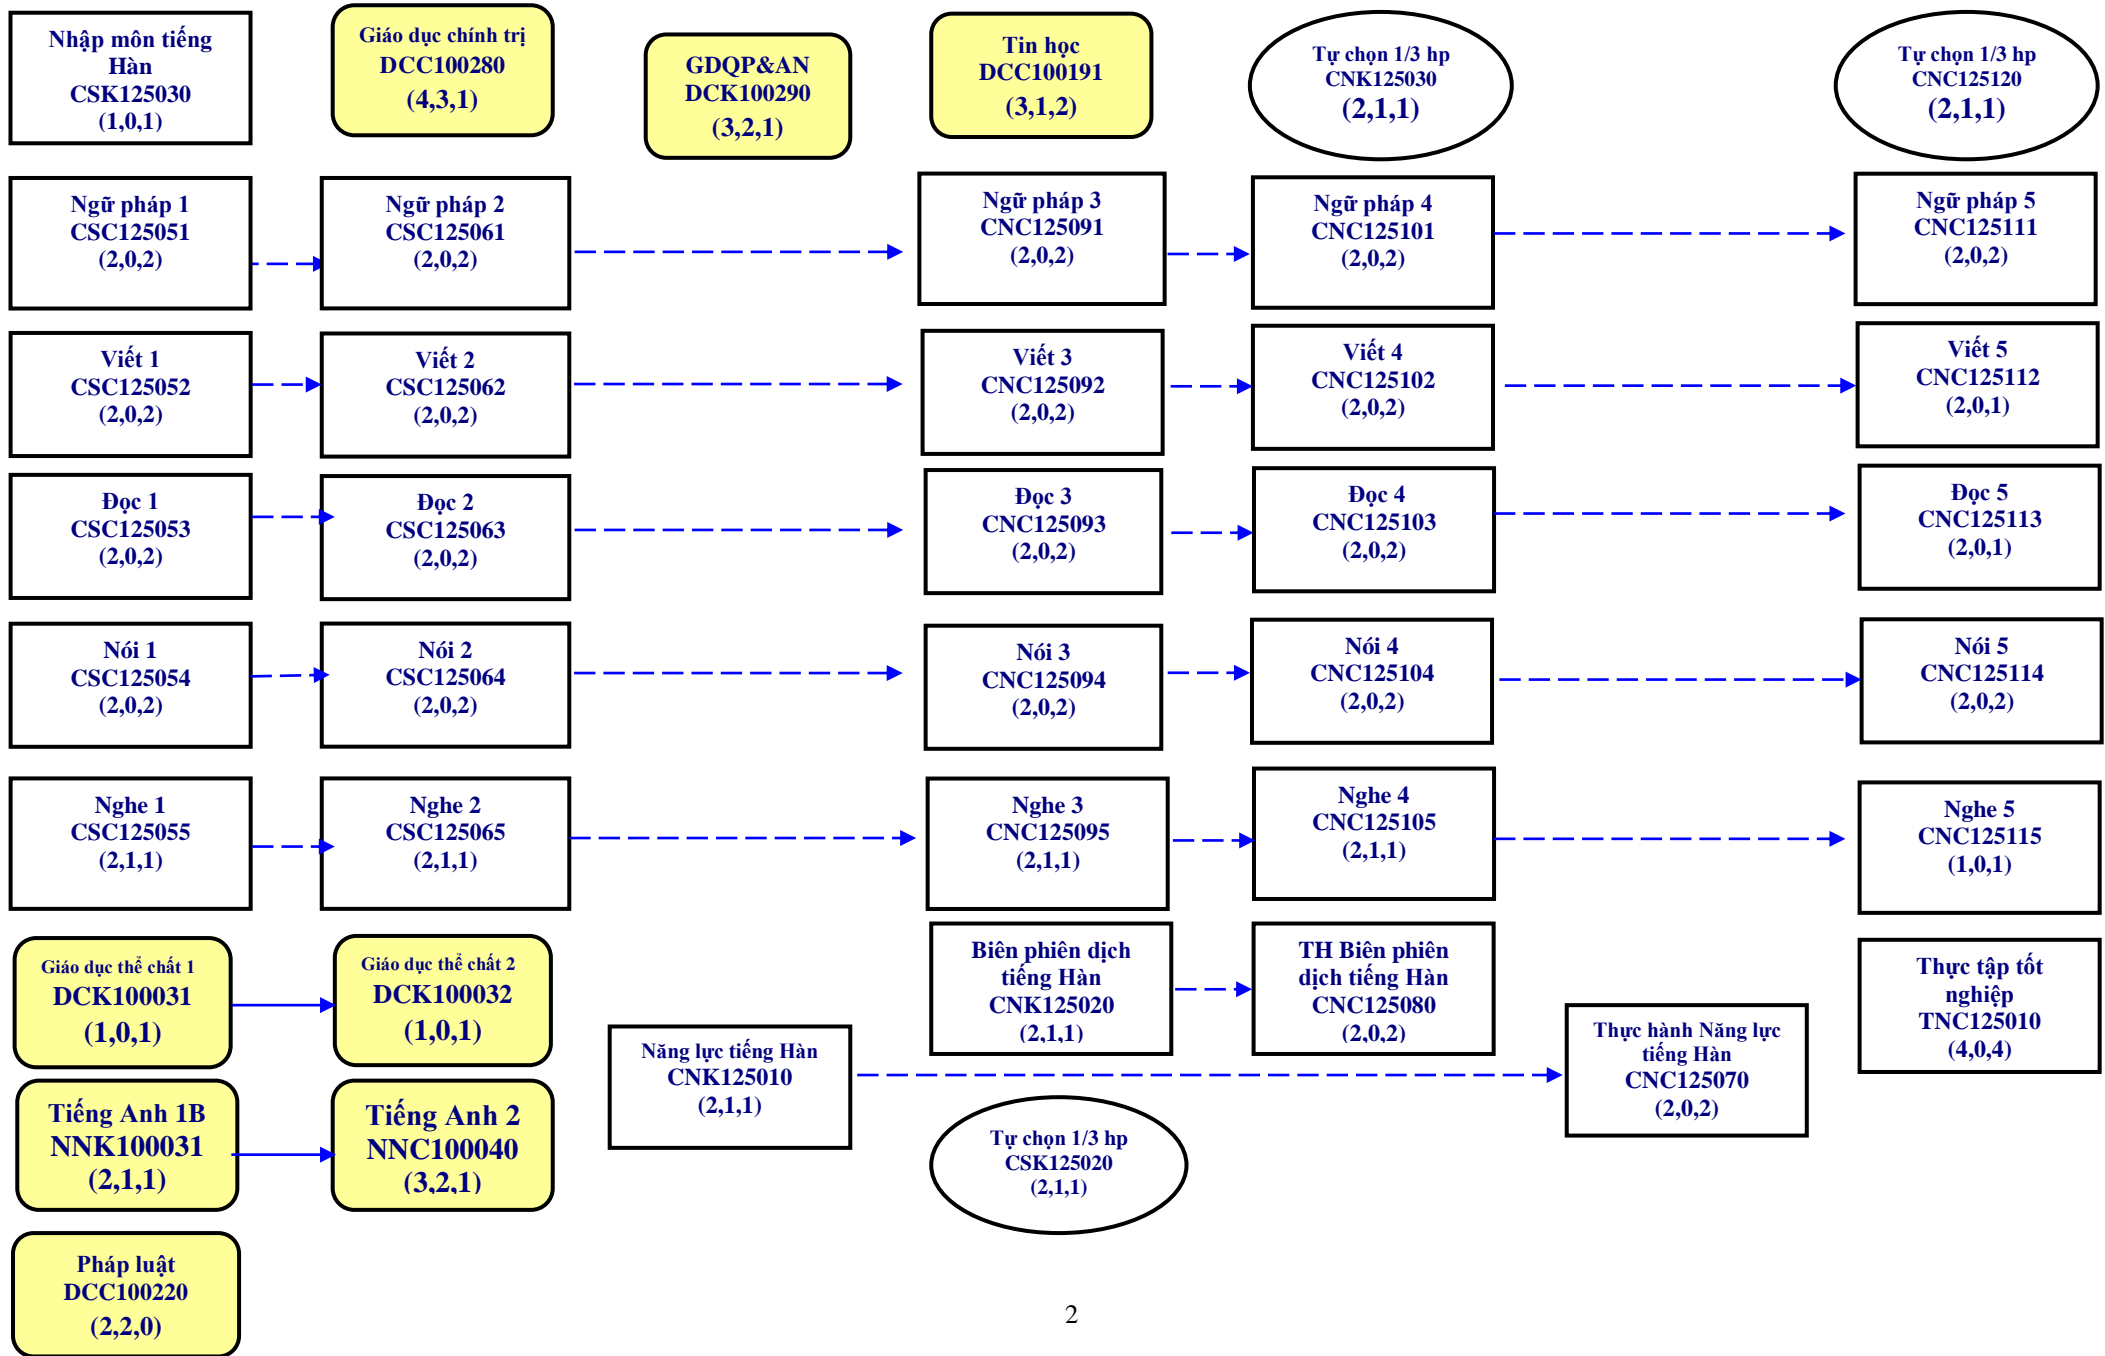 Nhập môn tiếng
Hàn
CSK125030
(1,0,1)
Giáo dục chính trị
DCC100280
(4,3,1)
GDQP&AN
DCK100290
(3,2,1)
Tin học
DCC100191
(3,1,2)
Tự chọn 1/3 hp
CNK125030
(2,1,1)
Tự chọn 1/3 hp
CNC125120
(2,1,1)
Ngữ pháp 1
CSC125051
(2,0,2)
Ngữ pháp 2
CSC125061
(2,0,2)
Ngữ pháp 3
CNC125091
(2,0,2)
Ngữ pháp 4
CNC125101
(2,0,2)
Ngữ pháp 5
CNC125111
(2,0,2)
Viết 1
CSC125052
(2,0,2)
Viết 2
CSC125062
(2,0,2)
Viết 3
CNC125092
(2,0,2)
Viết 4
CNC125102
(2,0,2)
Viết 5
CNC125112
(2,0,1)
Đọc 1
CSC125053
(2,0,2)
Đọc 2
CSC125063
(2,0,2)
Đọc 3
CNC125093
(2,0,2)
Đọc 4
CNC125103
(2,0,2)
Đọc 5
CNC125113
(2,0,1)
Nói 1
CSC125054
(2,0,2)
Nói 2
CSC125064
(2,0,2)
Nói 3
CNC125094
(2,0,2)
Nói 4
CNC125104
(2,0,2)
Nói 5
CNC125114
(2,0,2)
Nghe 1
CSC125055
(2,1,1)
Nghe 2
CSC125065
(2,1,1)
Nghe 3
CNC125095
(2,1,1)
Nghe 4
CNC125105
(2,1,1)
Nghe 5
CNC125115
(1,0,1)
Giáo dục thể chất 1
DCK100031
(1,0,1)
Giáo dục thể chất 2
DCK100032
(1,0,1)
Biên phiên dịch
tiếng Hàn
CNK125020
(2,1,1)
TH Biên phiên
dịch tiếng Hàn
CNC125080
(2,0,2)
Thực tập tốt
nghiệp
TNC125010
(4,0,4)
Năng lực tiếng Hàn
CNK125010
(2,1,1)
Thực hành Năng lực
tiếng Hàn
CNC125070
(2,0,2)
Tiếng Anh 1B
NNK100031
(2,1,1)
Tiếng Anh 2
NNC100040
(3,2,1)
Tự chọn 1/3 hp
CSK125020
(2,1,1)
Pháp luật
DCC100220
(2,2,0)
2